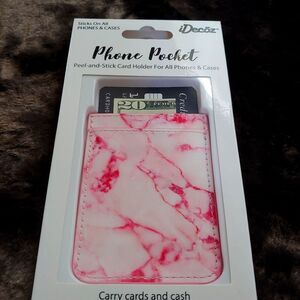 Sticks On All
PHONES & CASES
iDecoz
Phone Pocket
Peel-and-Stick Card Holder For All Phones & Cases
20
Carry cards and cash